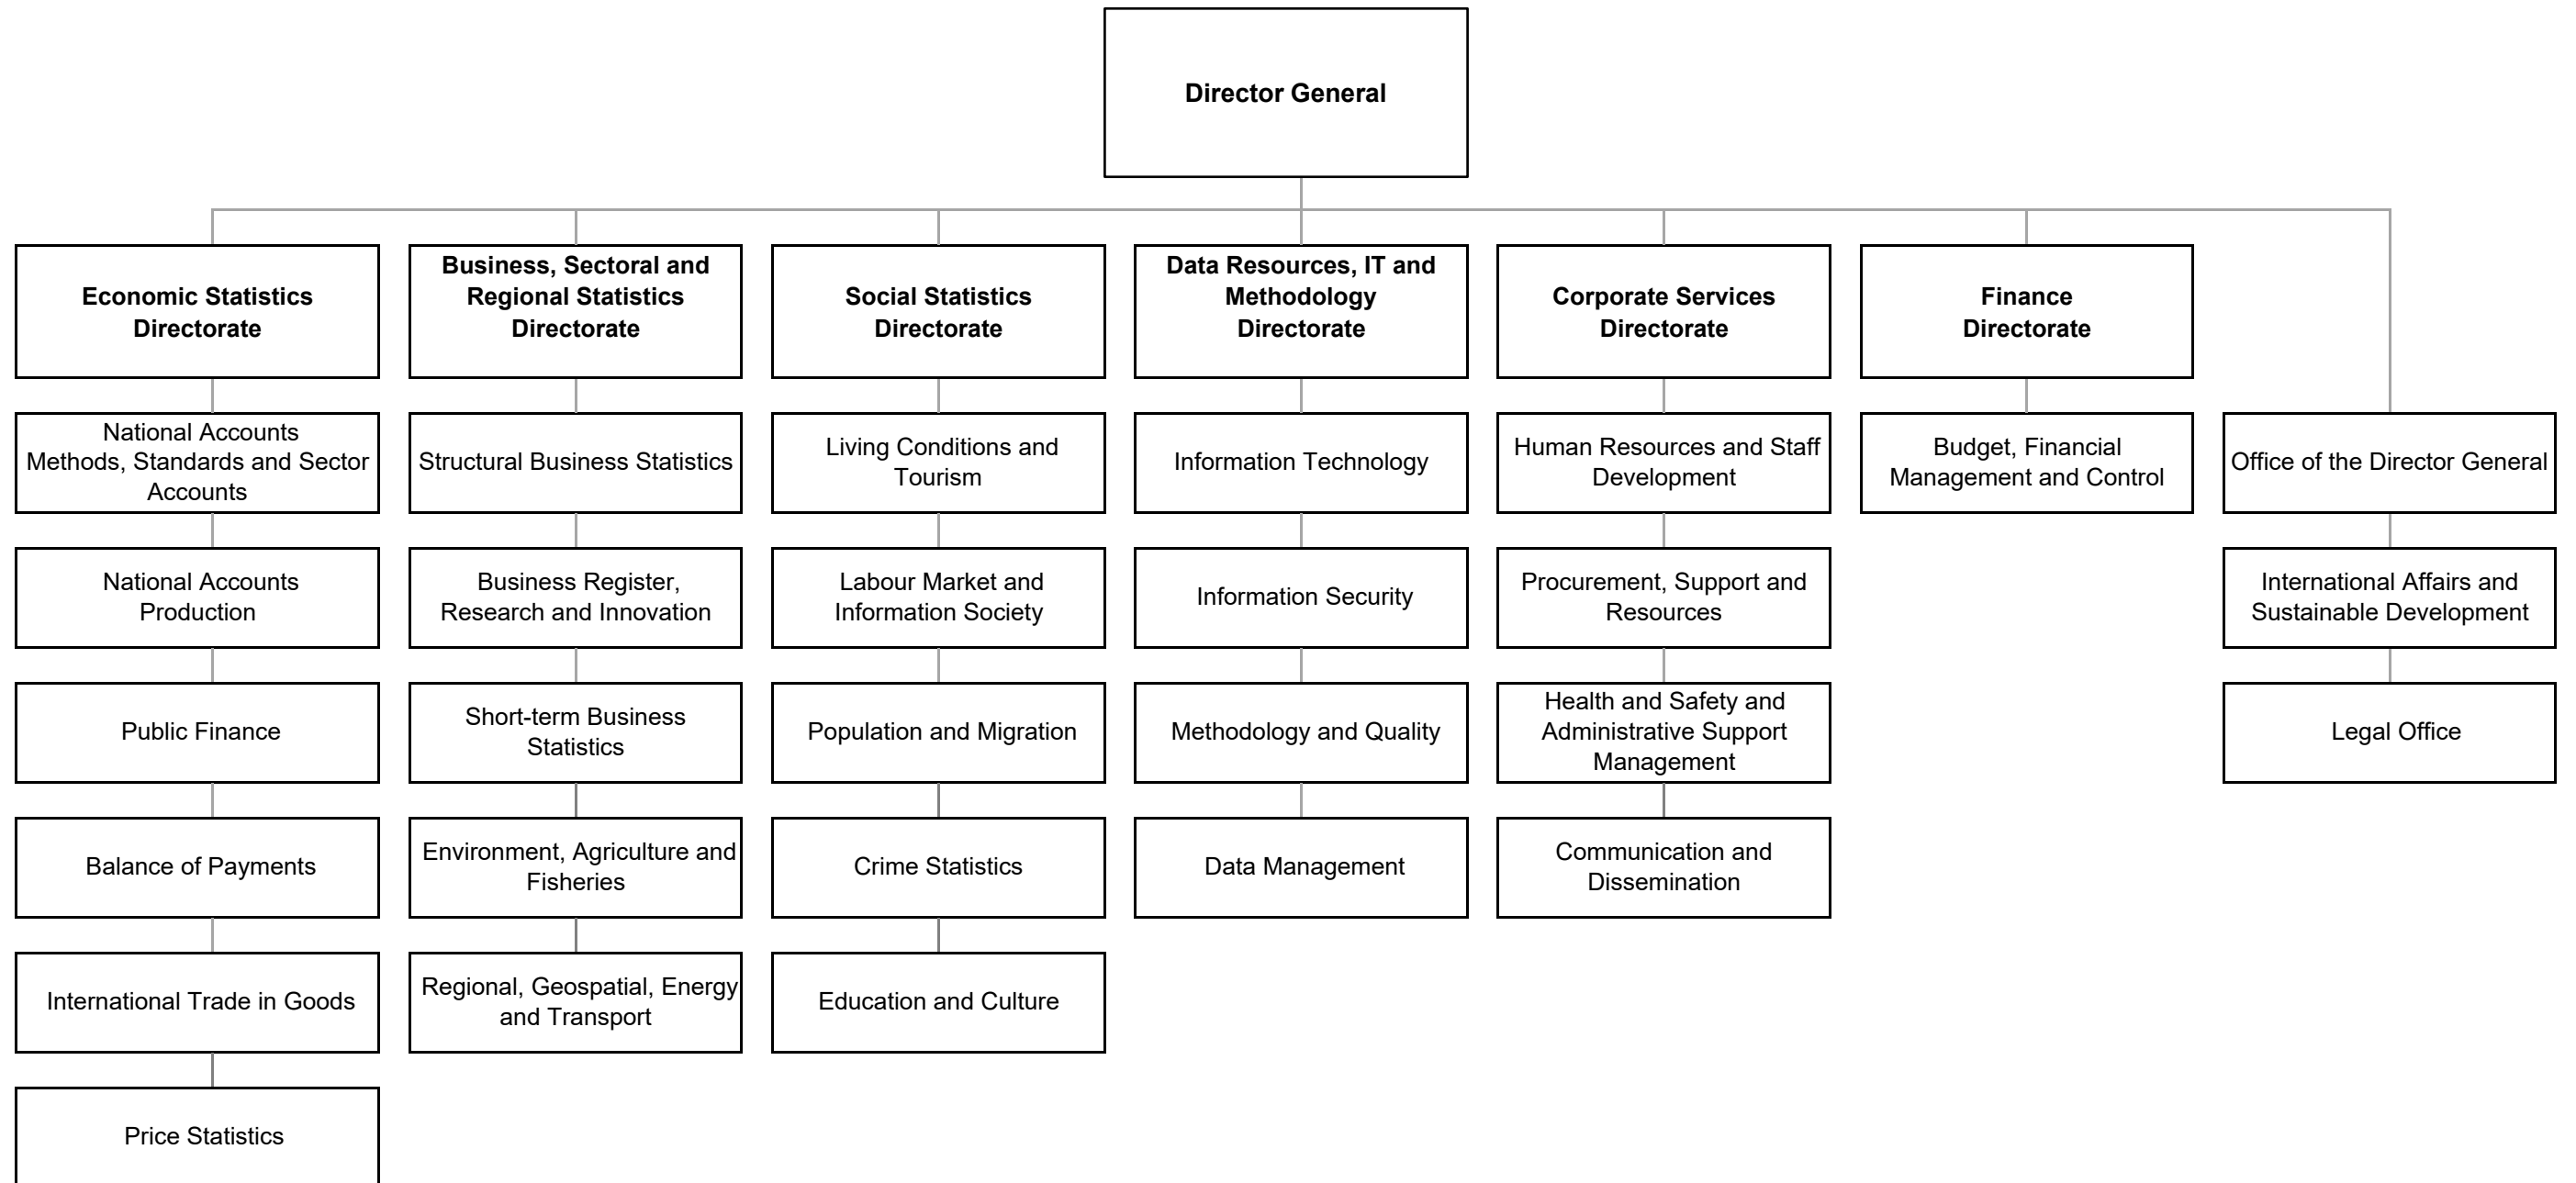 Director General
Economic Statistics
Directorate
Business, Sectoral and
Regional Statistics
Directorate
Social Statistics
Directorate
Data Resources, IT and
Methodology
Directorate
Corporate Services
Directorate
Finance
Directorate
National Accounts
Methods, Standards and Sector
Accounts
Structural Business Statistics
Living Conditions and
Tourism
Information Technology
Human Resources and Staff
Development
Budget, Financial
Management and Control
Office of the Director General
National Accounts
Production
Business Register,
Research and Innovation
Labour Market and
Information Society
Information Security
Procurement, Support and
Resources
International Affairs and
Sustainable Development
Public Finance
Short-term Business
Statistics
Population and Migration
Methodology and Quality
Health and Safety and
Administrative Support
Management
Legal Office
Balance of Payments
Environment, Agriculture and
Fisheries
Crime Statistics
Data Management
Communication and
Dissemination
International Trade in Goods
Regional, Geospatial, Energy
and Transport
Education and Culture
Price Statistics